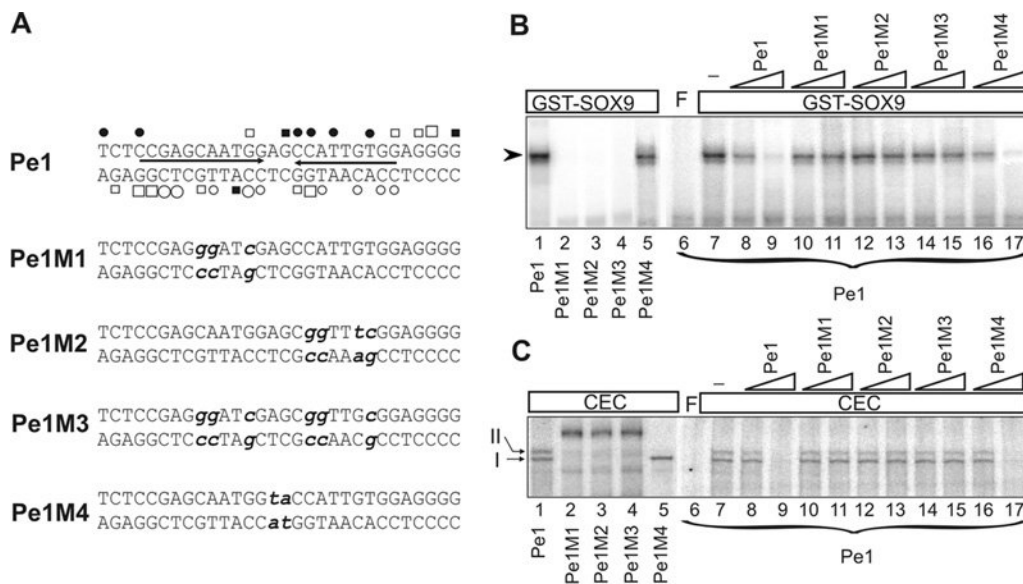 A
Pe1
TCTCCGAGCAATGGAGCCATTGTGGAGGGG
AGAGGCTCGTTACCTCGGTAACACCTCCCC
Pe1M1
TCTCCGAGggATcGAGCCATTGTGGAGGGG
AGAGGCTCccTAgCTCGGTAACACCTCCCC
Pe1M2
TCTCCGAGCAATGGAGCggTTtcGGAGGGG
AGAGGCTCGTTACCTCGccAAagCCTCCCC
Pe1M3
TCTCCGAGggATcGAGCggTTGcGGAGGGG
AGAGGCTCccTAgCTCGccAACgCCTCCCC
Pe1M4
TCTCCGAGCAATGGtaCCATTGTGGAGGGG
AGAGGCTCGTTACCatGGTAACACCTCCCC
B
– Pe1 Pe1M1 Pe1M2 Pe1M3 Pe1M4
GST-SOX9 F GST-SOX9
1 2 3 4 5 6 7 8 9 10 11 12 13 14 15 16 17
Pe1 Pe1M1 Pe1M2 Pe1M3 Pe1M4
Pe1
C
– Pe1 Pe1M1 Pe1M2 Pe1M3 Pe1M4
CEC F CEC
II
I
1 2 3 4 5 6 7 8 9 10 11 12 13 14 15 16 17
Pe1 Pe1M1 Pe1M2 Pe1M3 Pe1M4
Pe1